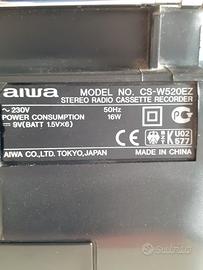 aiwa MODEL NO. CS-W520EZ
STEREO RADIO CASSETTE RECORDER
~ 230V 50Hz
POWER CONSUMPTION 16W
⎓ 9V(BATT 1.5V×6)
U02
577
AIWA CO.,LTD. TOKYO,JAPAN
MADE IN CHINA
subito